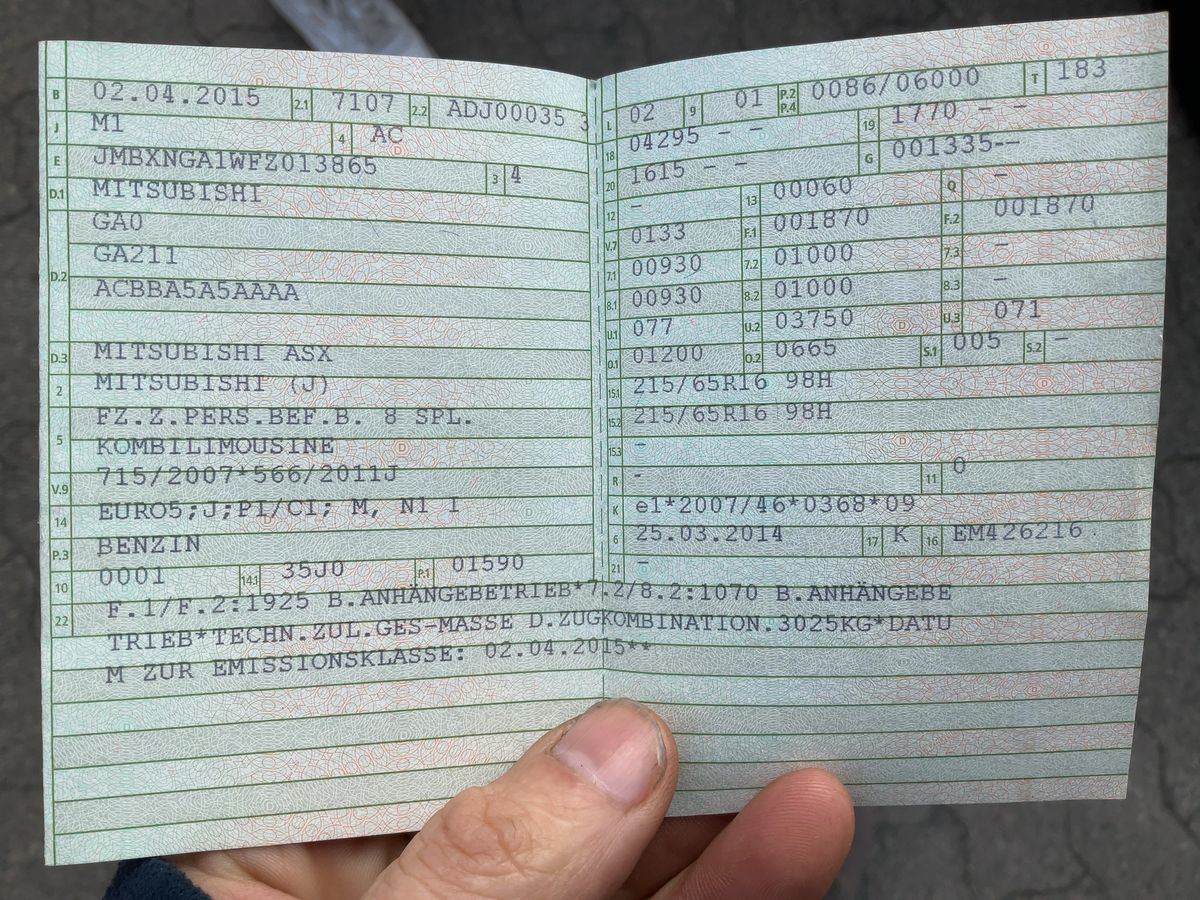 B 02.04.2015 2.1 7107 2.2 ADJ00035 3
J M1 4 AC
E JMBXNGA1WFZ013865 3 4
D.1 MITSUBISHI
GA0
D.2 GA211
ACBBA5A5AAAA
D.3 MITSUBISHI ASX
2 MITSUBISHI (J)
5 FZ.Z.PERS.BEF.B. 8 SPL.
KOMBILIMOUSINE
V.9 715/2007*566/2011J
14 EURO5;J;PI/CI; M, N1 I
P.3 BENZIN
10 0001 14.1 35J0 P.1 01590
L 02 9 01 P.2 P.4 0086/06000 T 183
18 04295 - - 19 1770 - -
20 1615 - - G 001335--
12 - 13 00060 Q -
V.7 0133 F.1 001870 F.2 001870
7.1 00930 7.2 01000 7.3 -
8.1 00930 8.2 01000 8.3 -
U.1 077 U.2 03750 U.3 071
O.1 01200 O.2 0665 S.1 005 S.2 -
15.1 215/65R16 98H
15.2 215/65R16 98H
15.3 -
R - 11 0
K e1*2007/46*0368*09
6 25.03.2014 17 K 16 EM426216
21 -
22 F.1/F.2:1925 B.ANHÄNGEBETRIEB*7.2/8.2:1070 B.ANHÄNGEBE
TRIEB*TECHN.ZUL.GES-MASSE D.ZUGKOMBINATION.3025KG*DATU
M ZUR EMISSIONSKLASSE: 02.04.2015**